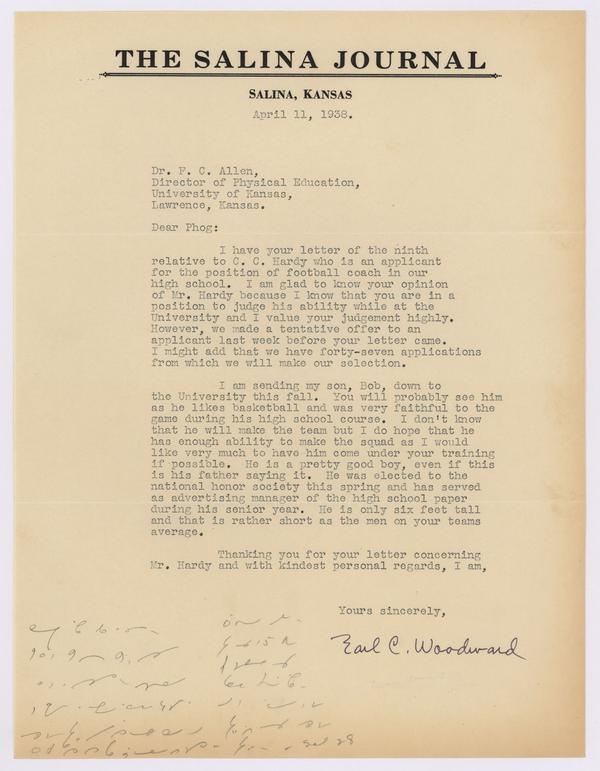 THE SALINA JOURNAL
SALINA, KANSAS
April 11, 1938.
Dr. F. C. Allen,
Director of Physical Education,
University of Kansas,
Lawrence, Kansas.
Dear Phog:
I have your letter of the ninth
relative to C. C. Hardy who is an applicant
for the position of football coach in our
high school. I am glad to know your opinion
of Mr. Hardy because I know that you are in a
position to judge his ability while at the
University and I value your judgement highly.
However, we made a tentative offer to an
applicant last week before your letter came.
I might add that we have forty-seven applications
from which we will make our selection.
I am sending my son, Bob, down to
the University this fall. You will probably see him
as he likes basketball and was very faithful to the
game during his high school course. I don't know
that he will make the team but I do hope that he
has enough ability to make the squad as I would
like very much to have him come under your training
if possible. He is a pretty good boy, even if this
is his father saying it. He was elected to the
national honor society this spring and has served
as advertising manager of the high school paper
during his senior year. He is only six feet tall
and that is rather short as the men on your teams
average.
Thanking you for your letter concerning
Mr. Hardy and with kindest personal regards, I am,
Yours sincerely,
Earl C. Woodward